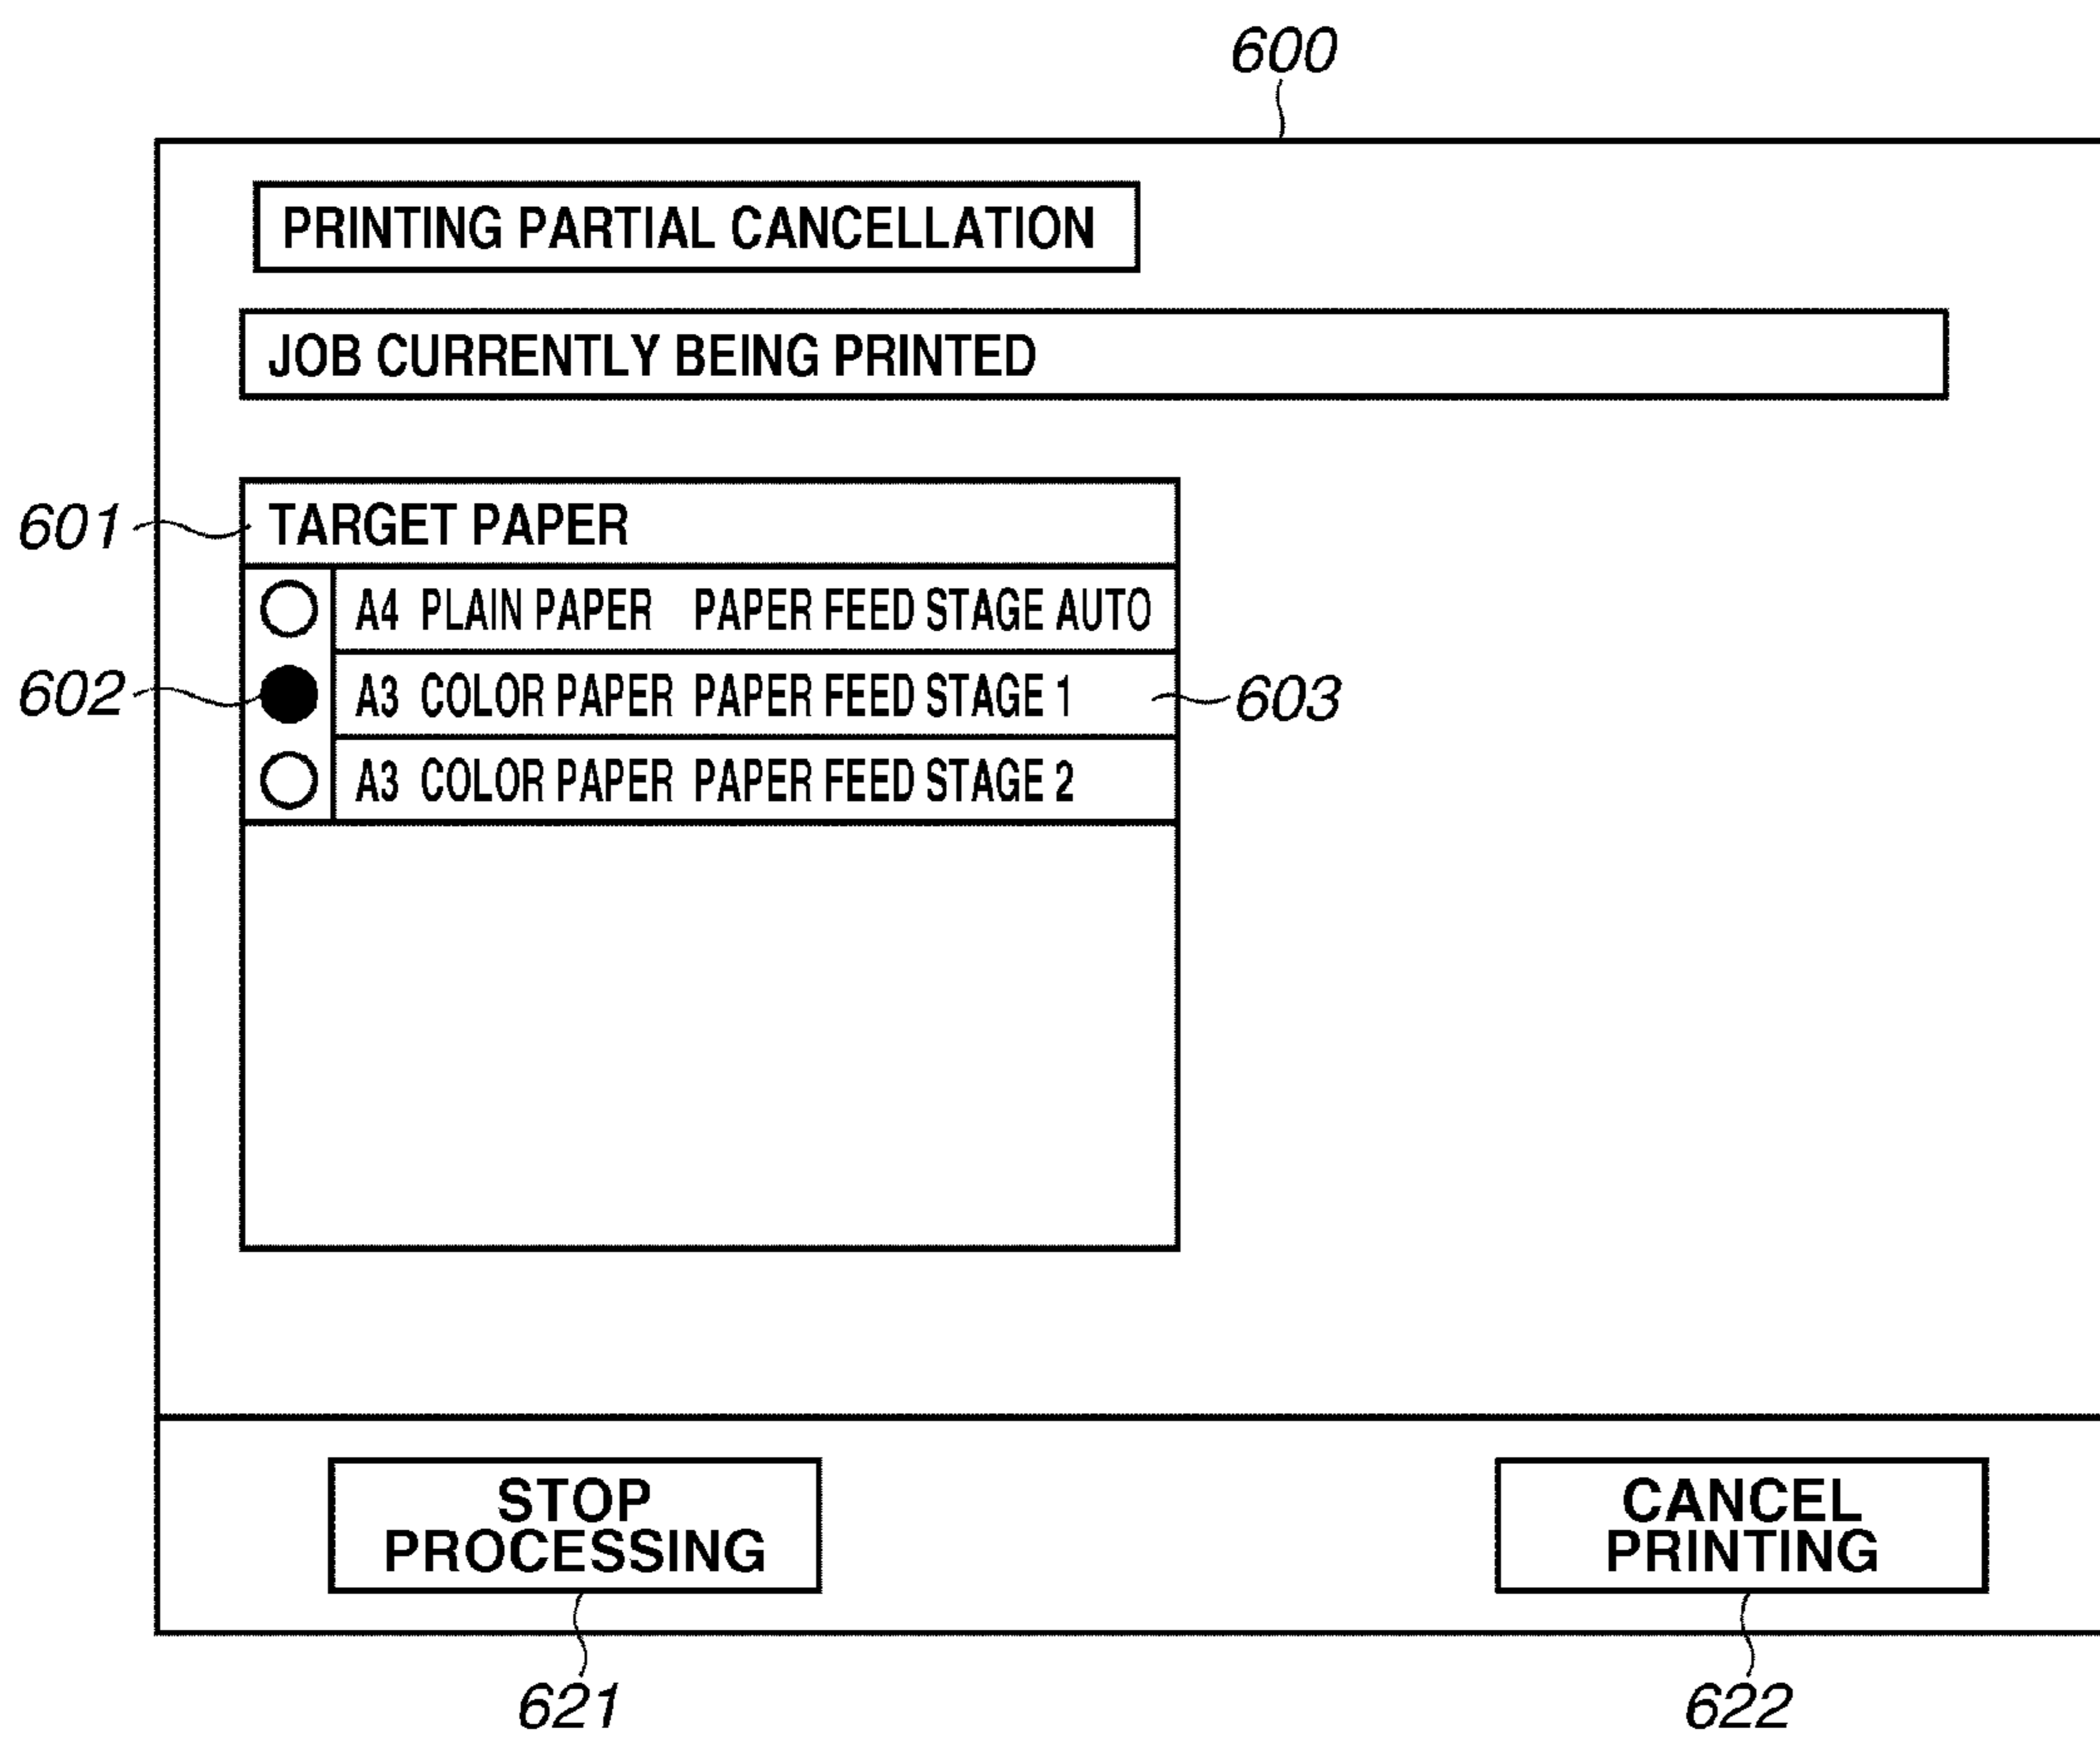 600
PRINTING PARTIAL CANCELLATION
JOB CURRENTLY BEING PRINTED
601 TARGET PAPER
A4 PLAIN PAPER PAPER FEED STAGE AUTO
602 A3 COLOR PAPER PAPER FEED STAGE 1 603
A3 COLOR PAPER PAPER FEED STAGE 2
STOP
PROCESSING
CANCEL
PRINTING
621 622